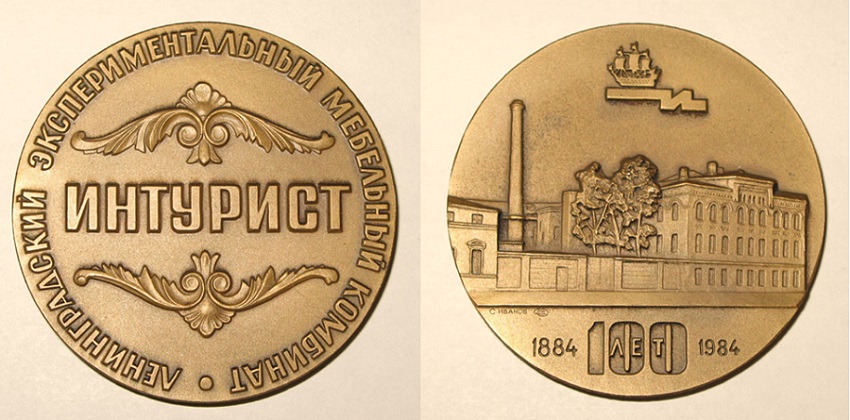 ЛЕНИНГРАДСКИЙ ЭКСПЕРИМЕНТАЛЬНЫЙ МЕБЕЛЬНЫЙ КОМБИНАТ •
ИНТУРИСТ
С ИВАНОВ
1884 100 ЛЕТ 1984